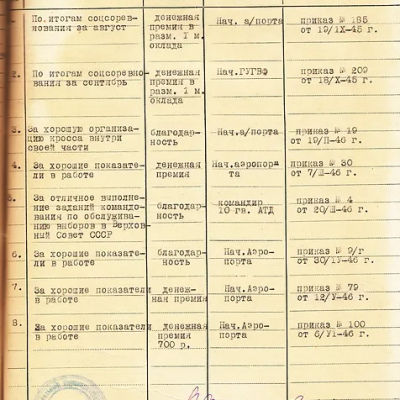 По итогам соцсорев- денежная Нач. а/порта приказ № 185
нования за август премия в от 19/IX-45 г.
разм. 1 м.
оклада
2. По итогам соцсоревно- денежная Нач.ГУГВФ приказ № 209
вания за сентябрь премия в от 18/X-45 г.
разм. 1 м.
оклада
3. За хорошую организа- благодар- Нач.а/порта приказ № 19
цию кросса внутри ность от 19/П-46 г.
своей части
4. За хорошие показате- денежная Нач.аэропор приказ № 30
ли в работе премия та от 7/Ш-46 г.
5. За отличное выполне- благодар- командир приказ № 4
ние заданий командо- ность 10 гв. АТД от 20/Ш-46 г.
вания по обслужива-
нию выборов в Верхов-
ный Совет СССР
6. За хорошие показате- благодар- Нач.Аэро- приказ № 9/г
ли в работе ность порта от 30/1У-46 г.
7. За хорошие показатели денеж- Нач.Аэро- приказ № 79
в работе ная премия порта от 12/У-46 г.
8. За хорошие показатели денежная Нач.Аэро- приказ № 100
в работе премия порта от 6/У1-46 г.
700 р.